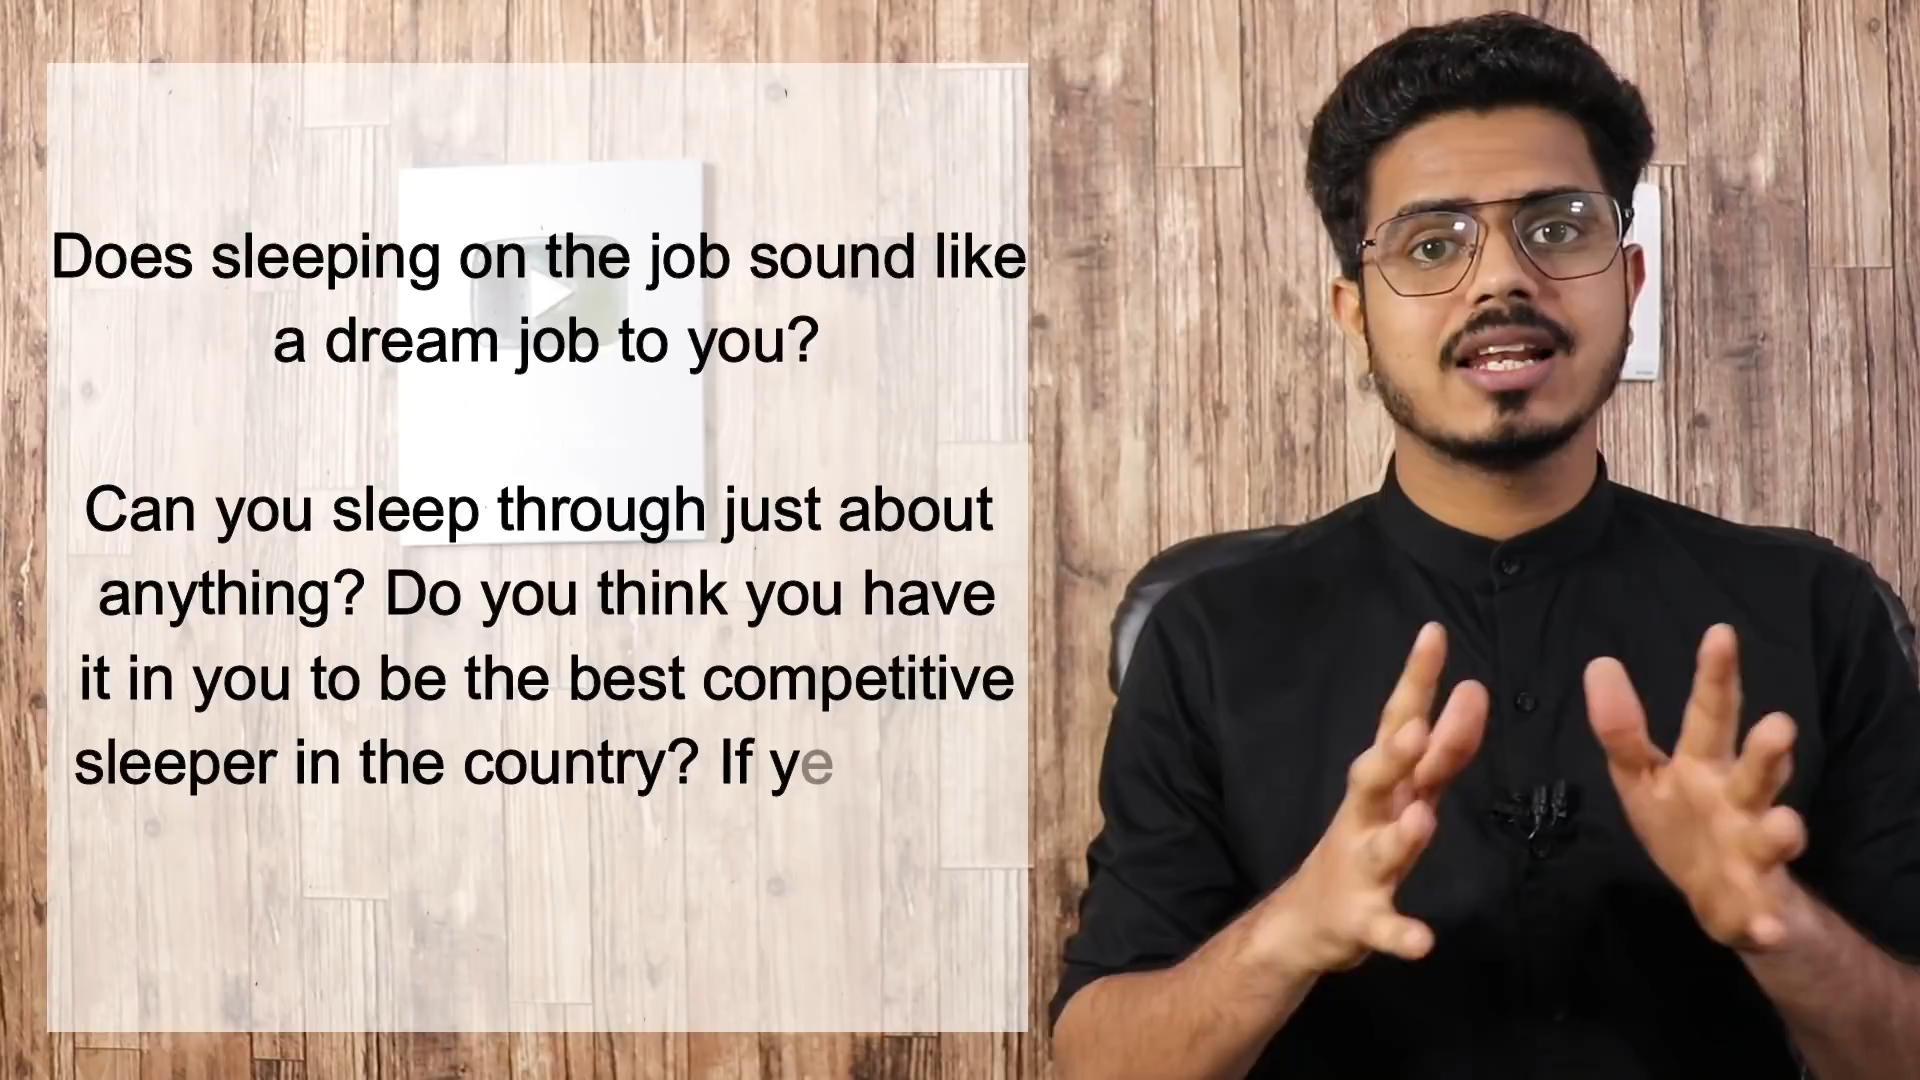 Does sleeping on the job sound like
a dream job to you?
Can you sleep through just about
anything? Do you think you have
it in you to be the best competitive
sleeper in the country? If ye